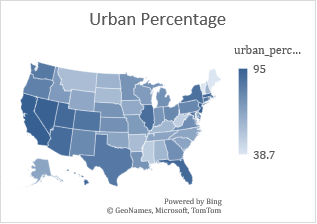 Urban Percentage
urban_perc...
95
38.7
Powered by Bing
© GeoNames, Microsoft, TomTom